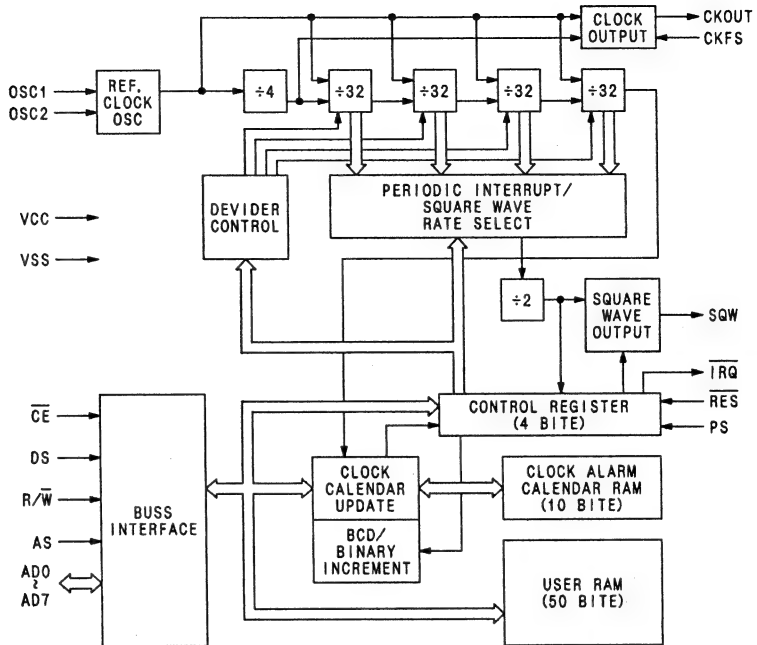 CLOCK
OUTPUT
CKOUT
CKFS
OSC1
OSC2
REF.
CLOCK
OSC
÷4
÷32
÷32
÷32
÷32
DEVIDER
CONTROL
PERIODIC INTERRUPT/
SQUARE WAVE
RATE SELECT
VCC
VSS
÷2
SQUARE
WAVE
OUTPUT
SQW
IRQ
RES
PS
CONTROL REGISTER
(4 BITE)
CE
DS
R/W
AS
AD0
~
AD7
BUSS
INTERFACE
CLOCK
CALENDAR
UPDATE
BCD/
BINARY
INCREMENT
CLOCK ALARM
CALENDAR RAM
(10 BITE)
USER RAM
(50 BITE)